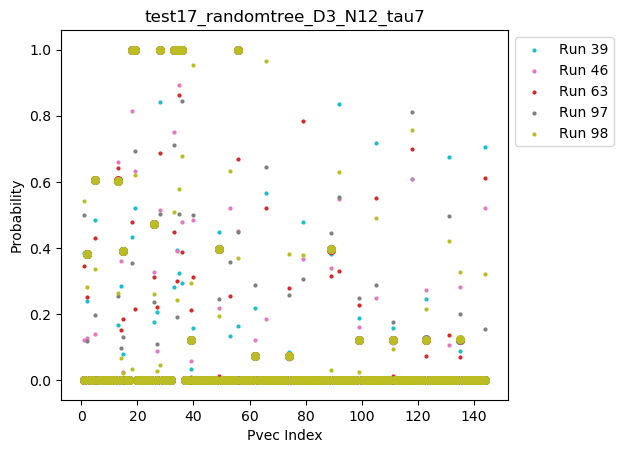 test17_randomtree_D3_N12_tau7
1.0
0.8
0.6
0.4
0.2
0.0
Probability
0
20
40
60
80
100
120
140
Pvec Index
Run 39
Run 46
Run 63
Run 97
Run 98